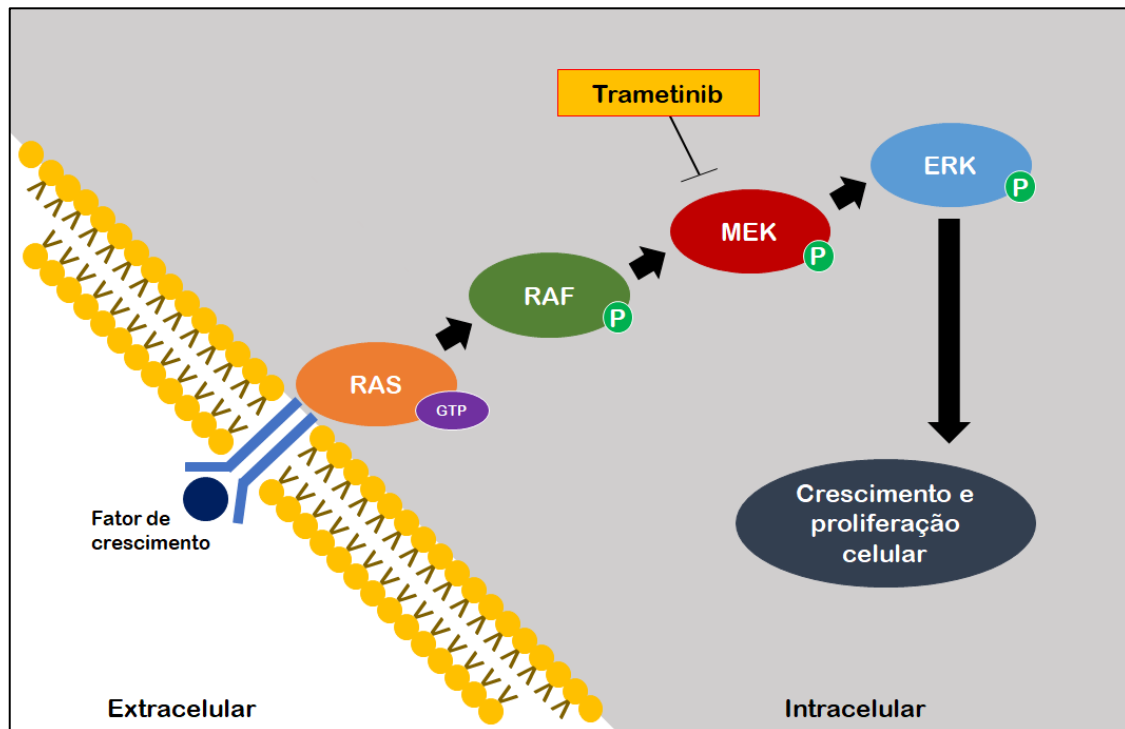 Trametinib
ERK
P
MEK
P
RAF
P
RAS
GTP
Fator de
crescimento
Crescimento e
proliferação
celular
Extracelular
Intracelular